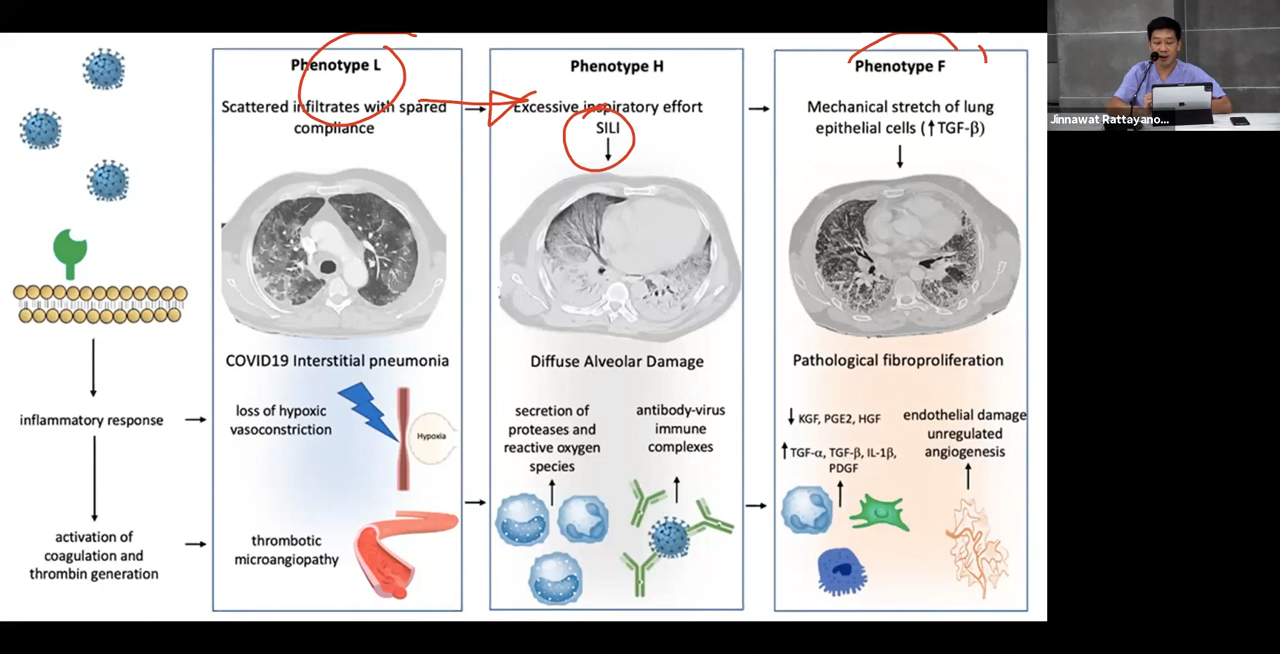 Phenotype L
Scattered infiltrates with spared
compliance
COVID19 Interstitial pneumonia
loss of hypoxic
vasoconstriction
Hypoxia
thrombotic
microangiopathy
inflammatory response
activation of
coagulation and
thrombin generation
Phenotype H
Excessive inspiratory effort
SILI
Diffuse Alveolar Damage
secretion of
proteases and
reactive oxygen
species
antibody-virus
immune
complexes
Phenotype F
Mechanical stretch of lung
epithelial cells (↑TGF-β)
Pathological fibroproliferation
↓ KGF, PGE2, HGF
↑TGF-α, TGF-β, IL-1β,
PDGF
endothelial damage
unregulated
angiogenesis
Jinnawat Rattayano...